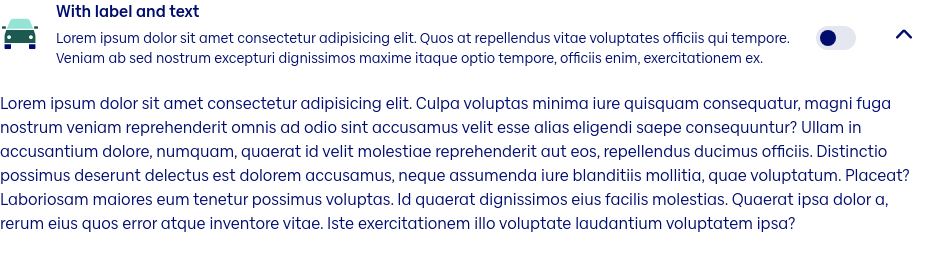 With label and text
Lorem ipsum dolor sit amet consectetur adipisicing elit. Quos at repellendus vitae voluptates officiis qui tempore.
Veniam ab sed nostrum excepturi dignissimos maxime itaque optio tempore, officiis enim, exercitationem ex.
Lorem ipsum dolor sit amet consectetur adipisicing elit. Culpa voluptas minima iure quisquam consequatur, magni fuga
nostrum veniam reprehenderit omnis ad odio sint accusamus velit esse alias eligendi saepe consequuntur? Ullam in
accusantium dolore, numquam, quaerat id velit molestiae reprehenderit aut eos, repellendus ducimus officiis. Distinctio
possimus deserunt delectus est dolorem accusamus, neque assumenda iure blanditiis mollitia, quae voluptatum. Placeat?
Laboriosam maiores eum tenetur possimus voluptas. Id quaerat dignissimos eius facilis molestias. Quaerat ipsa dolor a,
rerum eius quos error atque inventore vitae. Iste exercitationem illo voluptate laudantium voluptatem ipsa?